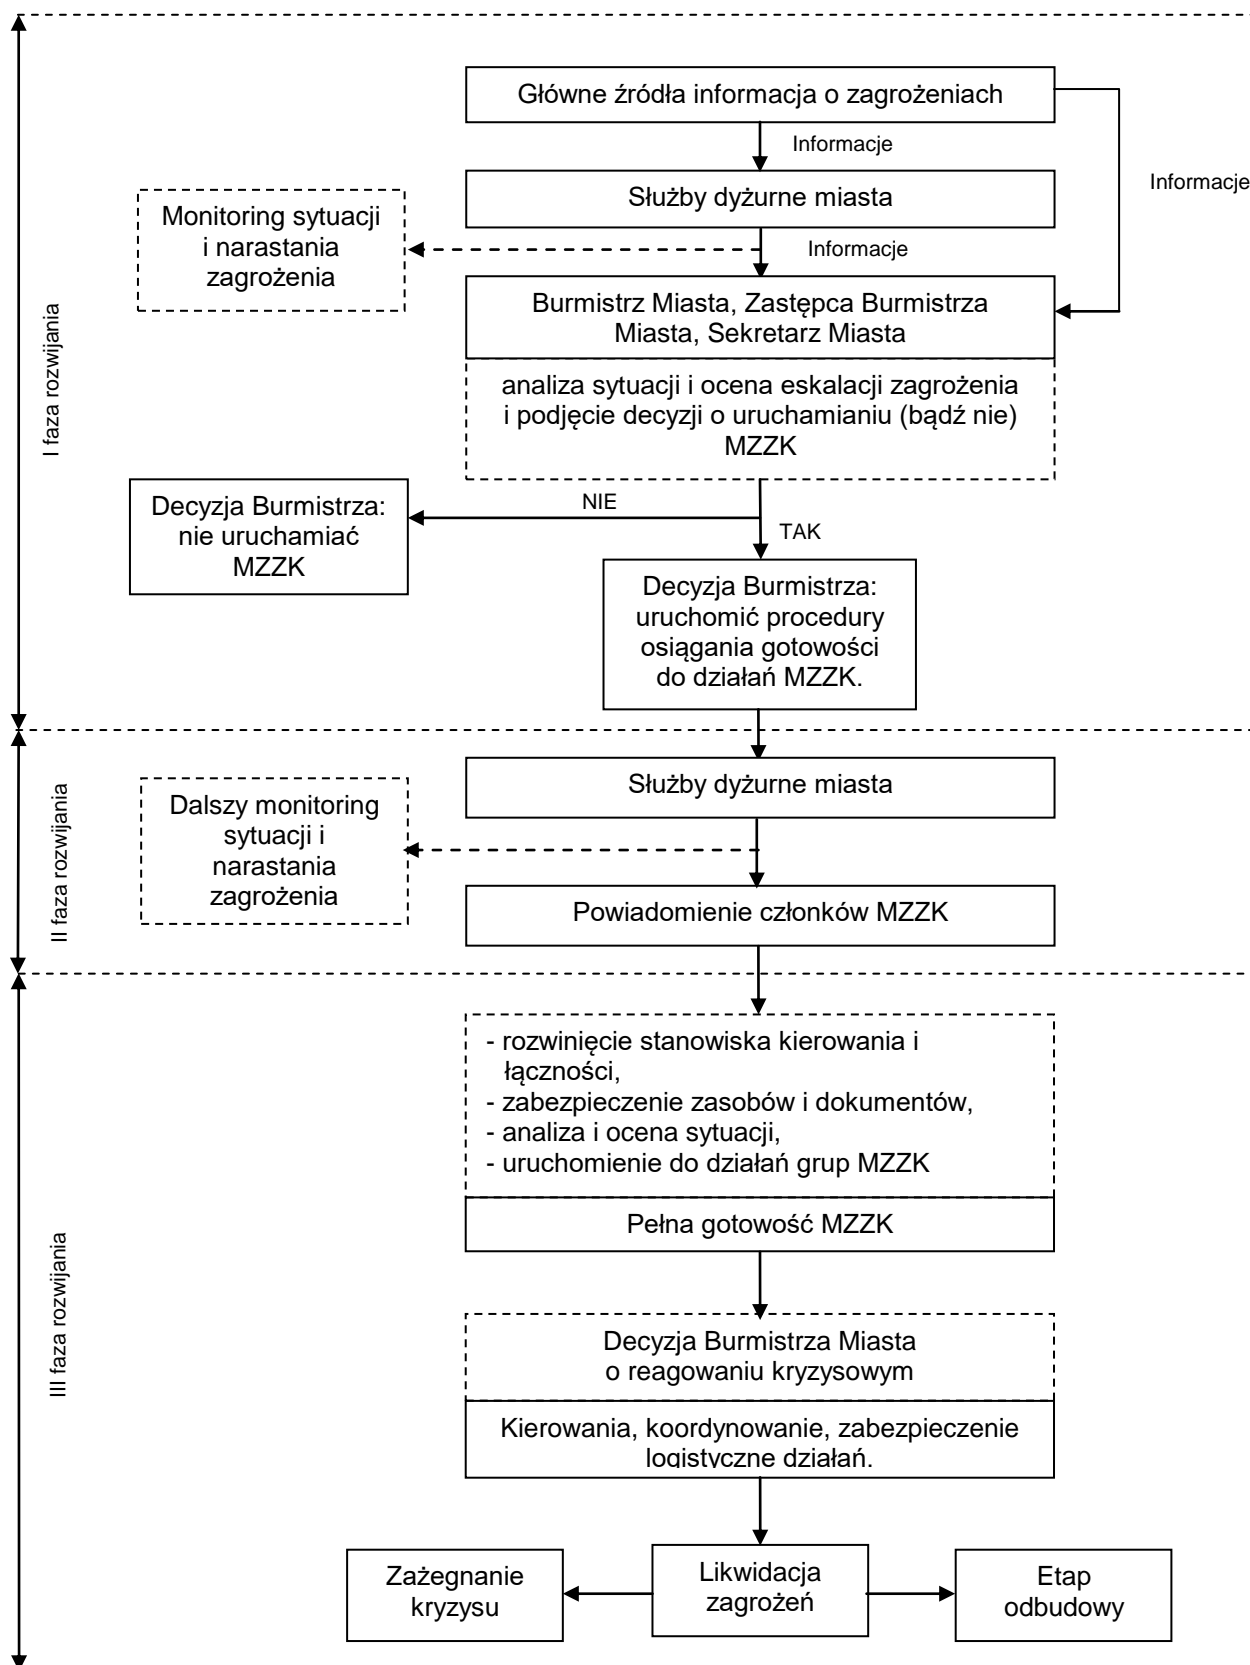 Główne źródła informacja o zagrożeniach
Informacje
Informacje
Służby dyżurne miasta
Monitoring sytuacji
i narastania
zagrożenia
Informacje
Burmistrz Miasta, Zastępca Burmistrza
Miasta, Sekretarz Miasta
analiza sytuacji i ocena eskalacji zagrożenia
i podjęcie decyzji o uruchamianiu (bądź nie)
MZZK
I faza rozwijania
Decyzja Burmistrza:
nie uruchamiać
MZZK
NIE
TAK
Decyzja Burmistrza:
uruchomić procedury
osiągania gotowości
do działań MZZK.
II faza rozwijania
Służby dyżurne miasta
Dalszy monitoring
sytuacji i
narastania
zagrożenia
Powiadomienie członków MZZK
III faza rozwijania
- rozwinięcie stanowiska kierowania i
łączności,
- zabezpieczenie zasobów i dokumentów,
- analiza i ocena sytuacji,
- uruchomienie do działań grup MZZK
Pełna gotowość MZZK
Decyzja Burmistrza Miasta
o reagowaniu kryzysowym
Kierowania, koordynowanie, zabezpieczenie
logistyczne działań.
Zażegnanie
kryzysu
Likwidacja
zagrożeń
Etap
odbudowy